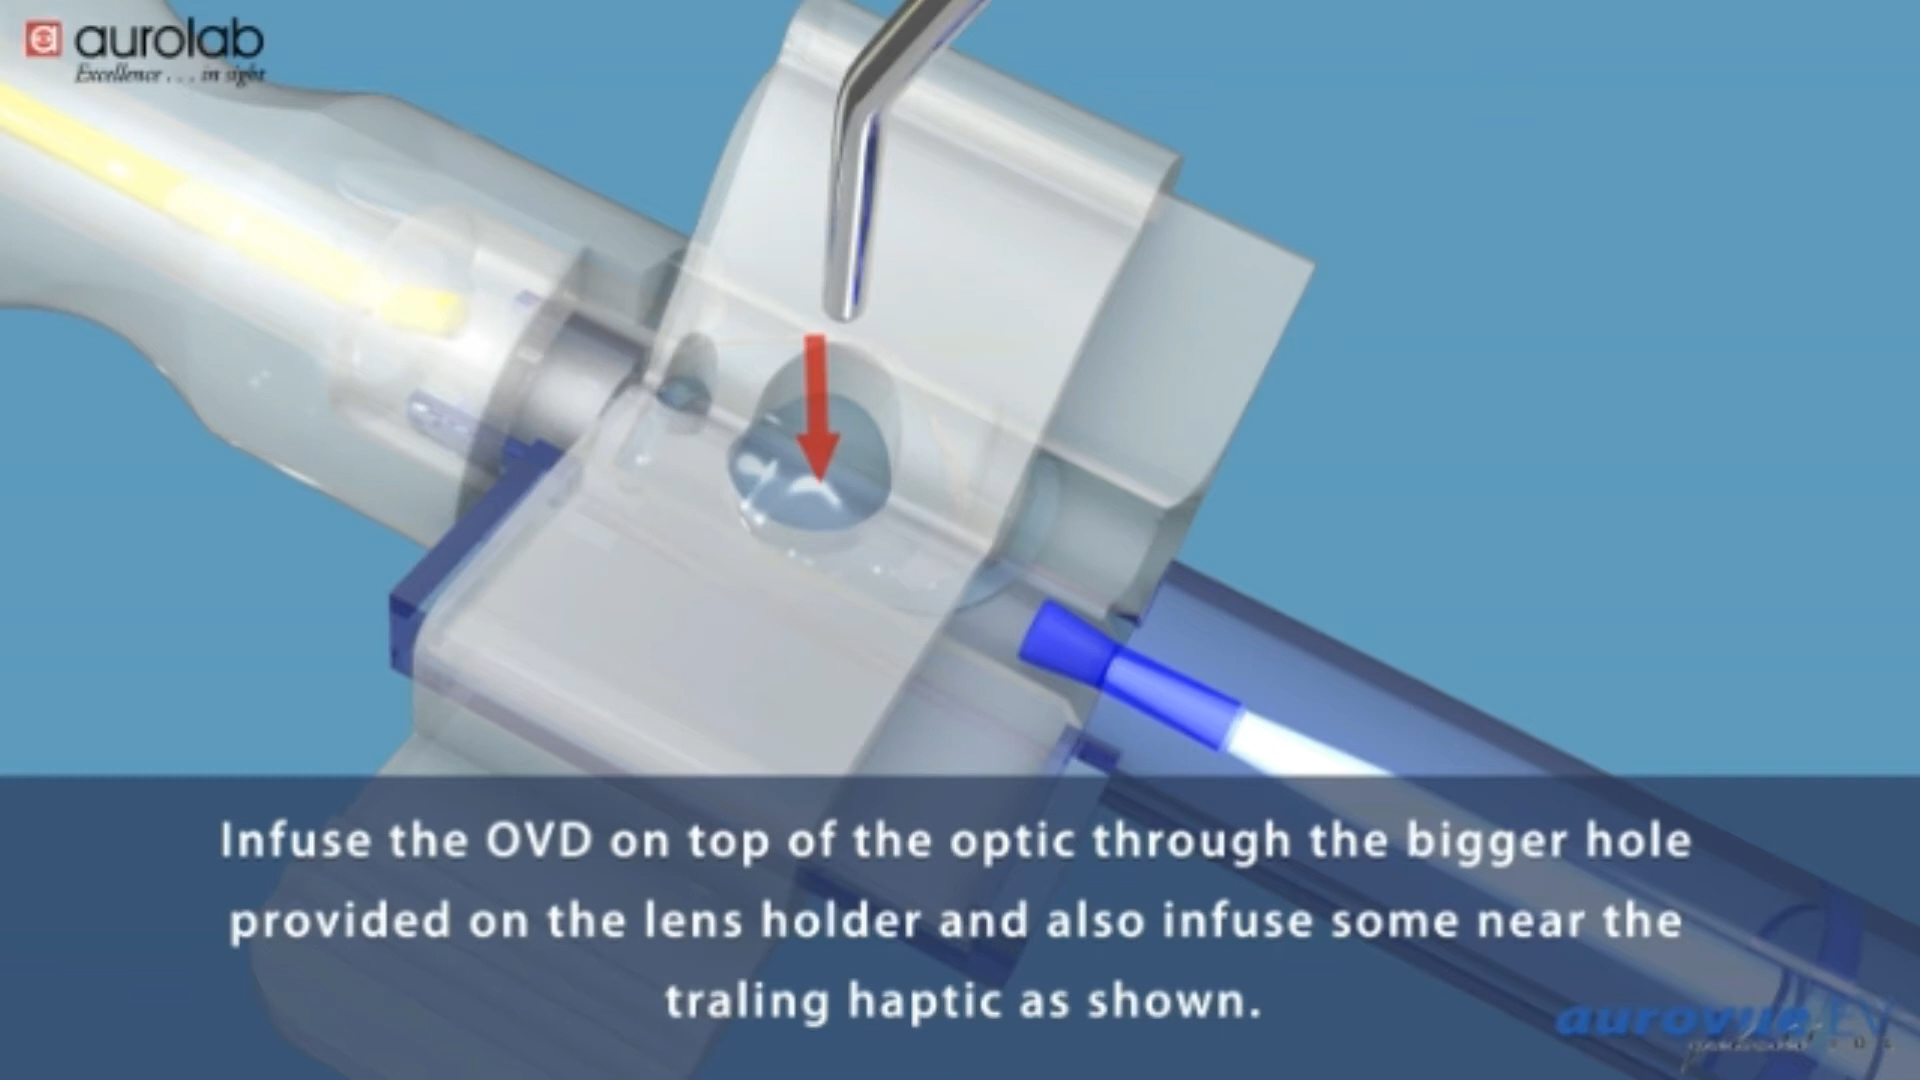 aurolab
Excellence . . . in sight
Infuse the OVD on top of the optic through the bigger hole
provided on the lens holder and also infuse some near the
traling haptic as shown.
EV